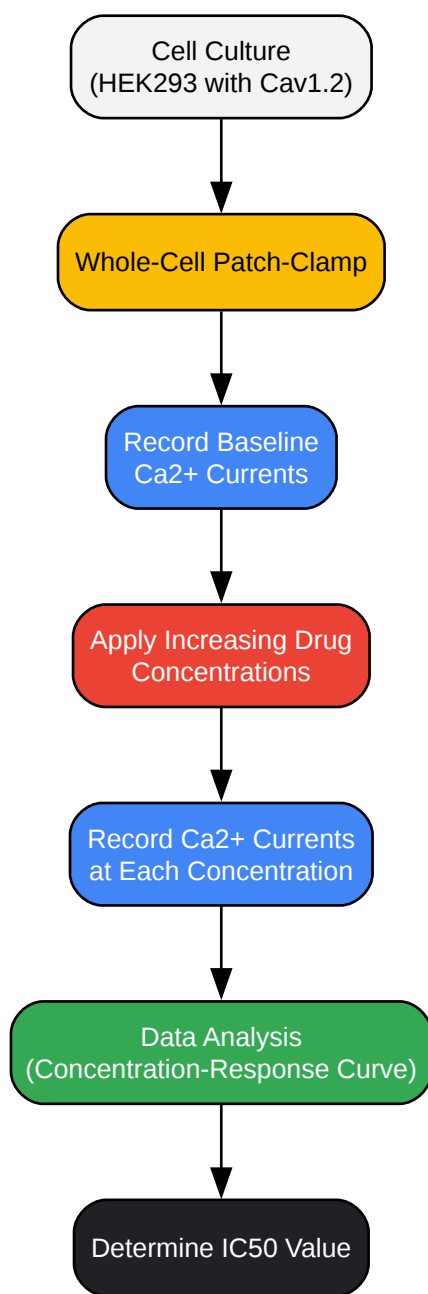 Cell Culture
(HEK293 with Cav1.2)
Whole-Cell Patch-Clamp
Record Baseline
Ca2+ Currents
Apply Increasing Drug
Concentrations
Record Ca2+ Currents
at Each Concentration
Data Analysis
(Concentration-Response Curve)
Determine IC50 Value